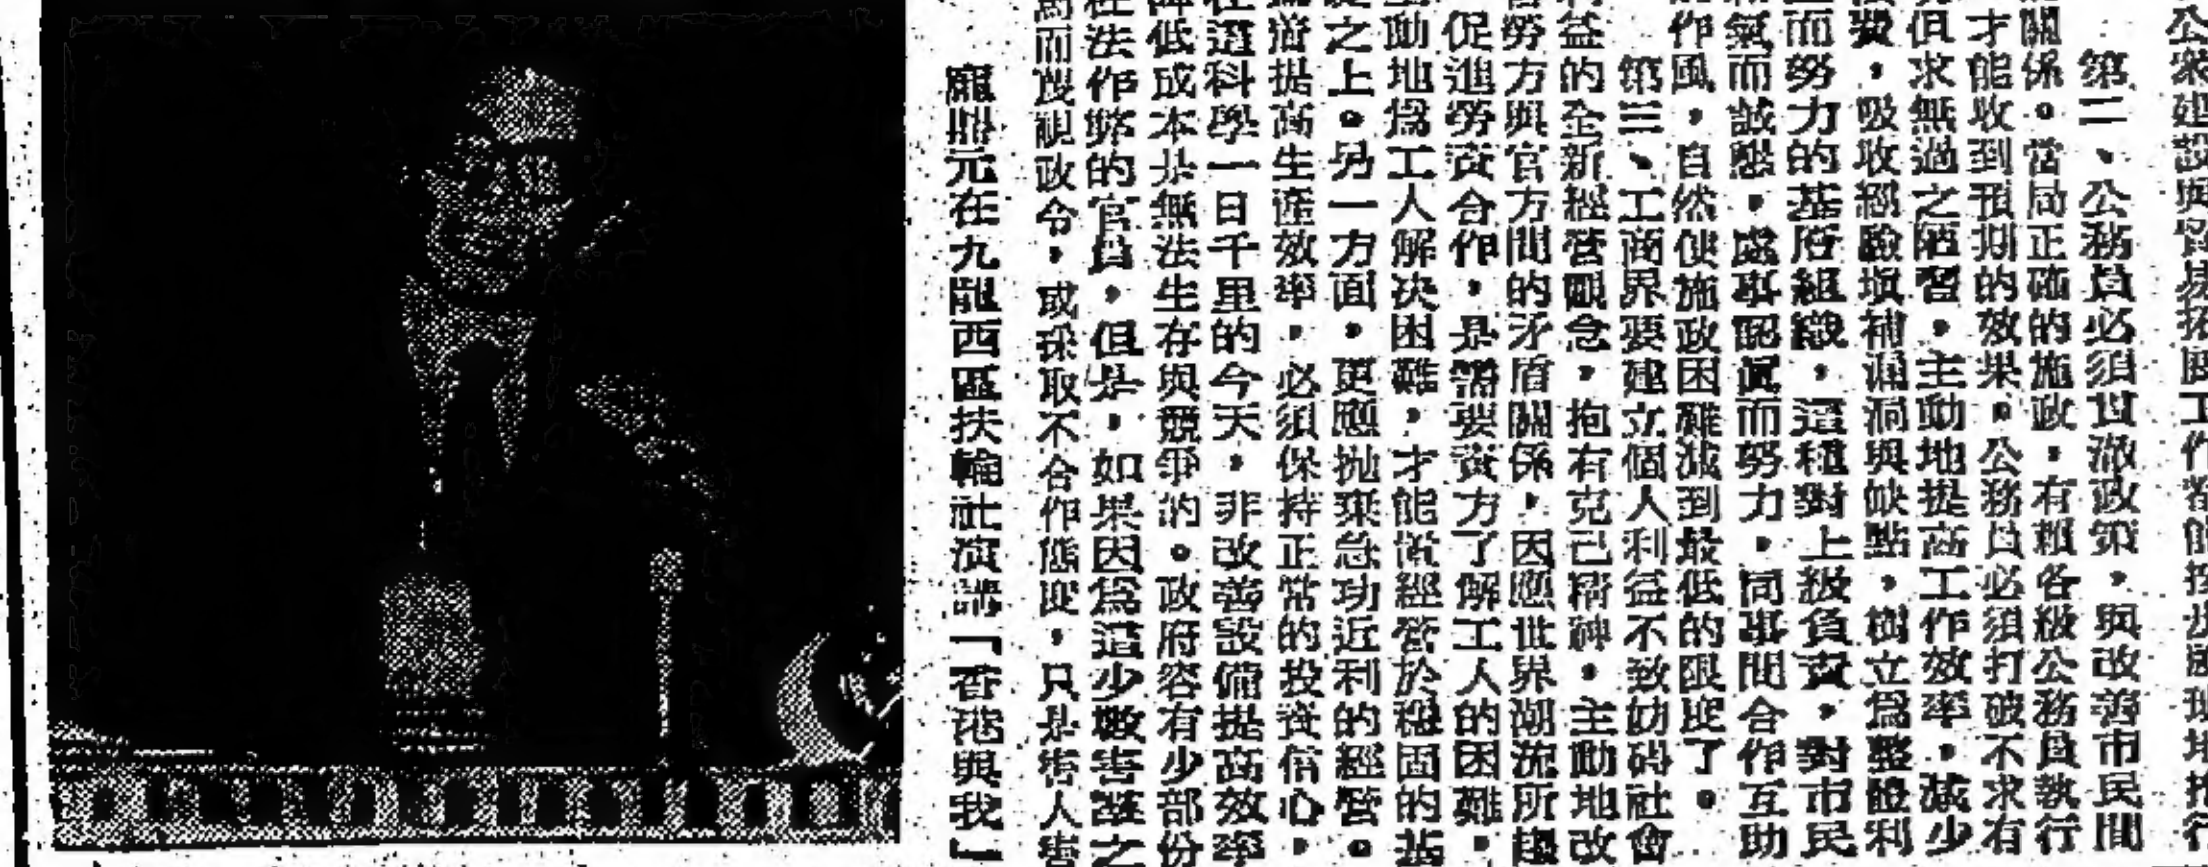 公眾建設與貿易拓展工作
第二、公務員必須貫澈政策,與改善市民間
關係。當局正確的施政,有賴各級公務員執行
才能收到預期的效果。公務員必須打破不求有
但求無過之陋習,主動地提高工作效率,減少
費,吸收經驗填補漏洞與缺點,樹立為整體利
而努力的基層組織,這種對上級負責,對市民
氣而誠懇,處事認眞而努力,同事間合作互助
作風,自然使施政困難減到最低的限度了。
第三、工商界要建立個人利益不致妨碍社會
益的全新經營觀念,抱有克己精神,主動地改
勞方與官方間的矛盾關係,因應世界潮流所趨
促進勞資合作,是需要資方了解工人的困難,
動地為工人解決困難,才能當經營於穩固的基
之上。另一方面,更應拋棄急功近利的經營。
提高生產效率,必須保持正常的投資信心,
在這科學一日千里的今天,非改善設備提高效率
降低成本是無法生存與競爭的。政府容有少部份
法作弊的官員,但是,如果因為這少數害羣之
而蔑視政令,或採取不合作態度,只是害人害
龐鼎元在九龍西區扶輪社演講「香港與我」